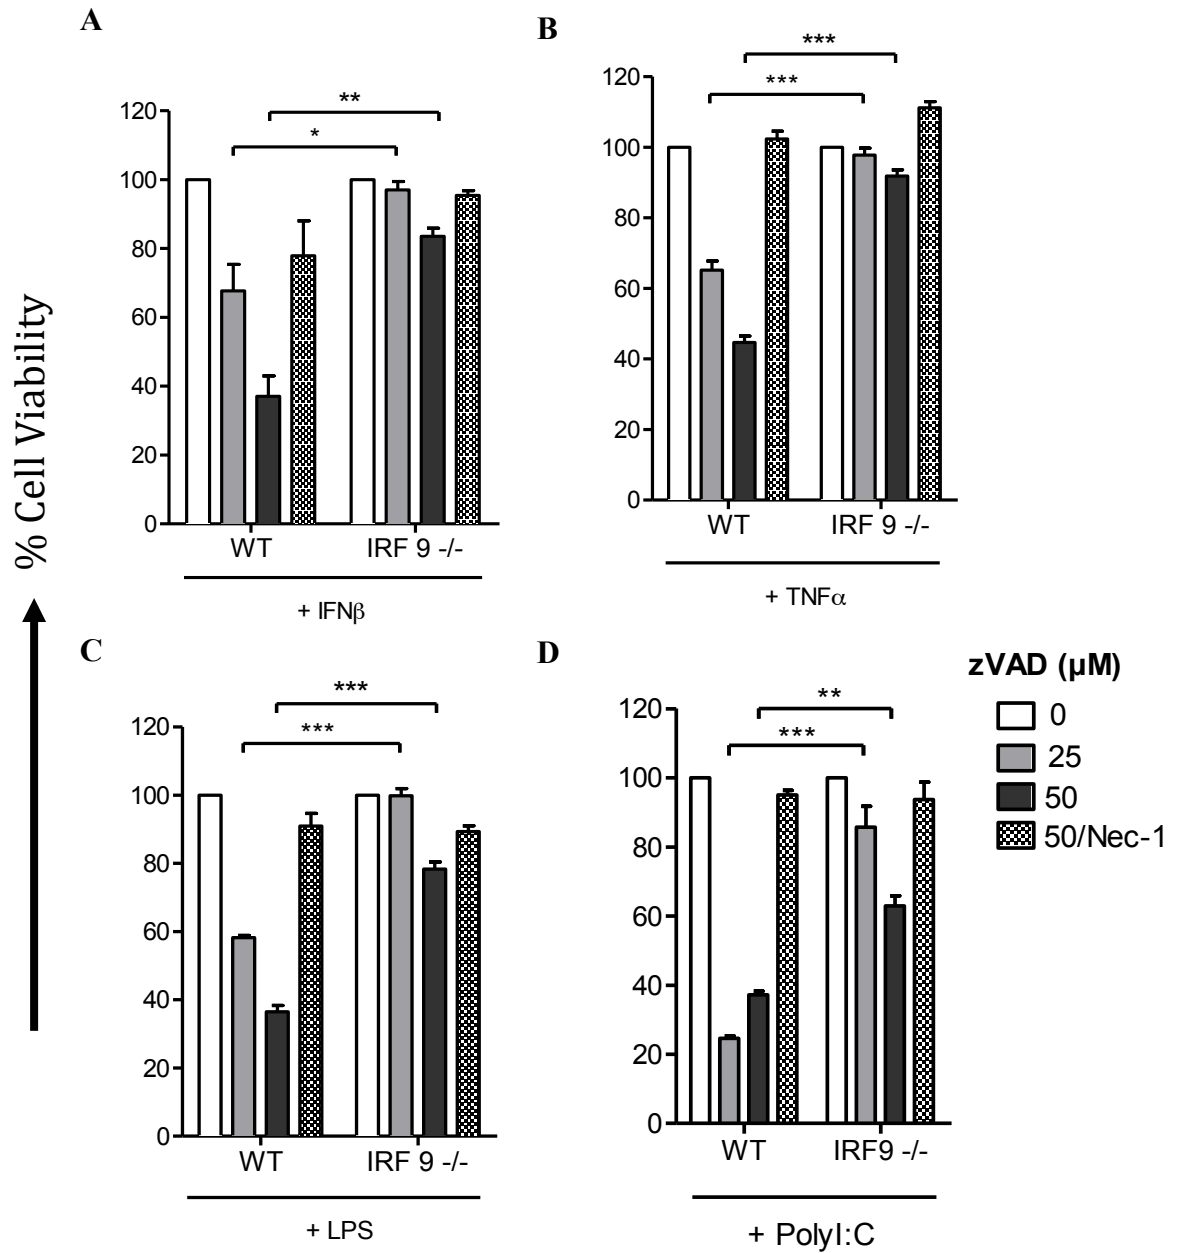 A
**
*
120
100
80
60
40
20
0
WT IRF 9 -/-
+ IFNβ
B
***
***
120
100
80
60
40
20
0
WT IRF 9 -/-
+ TNFα
% Cell Viability
C
***
***
120
100
80
60
40
20
0
WT IRF 9 -/-
+ LPS
D
**
***
120
100
80
60
40
20
0
WT IRF9 -/-
+ PolyI:C
zVAD (µM)
0
25
50
50/Nec-1